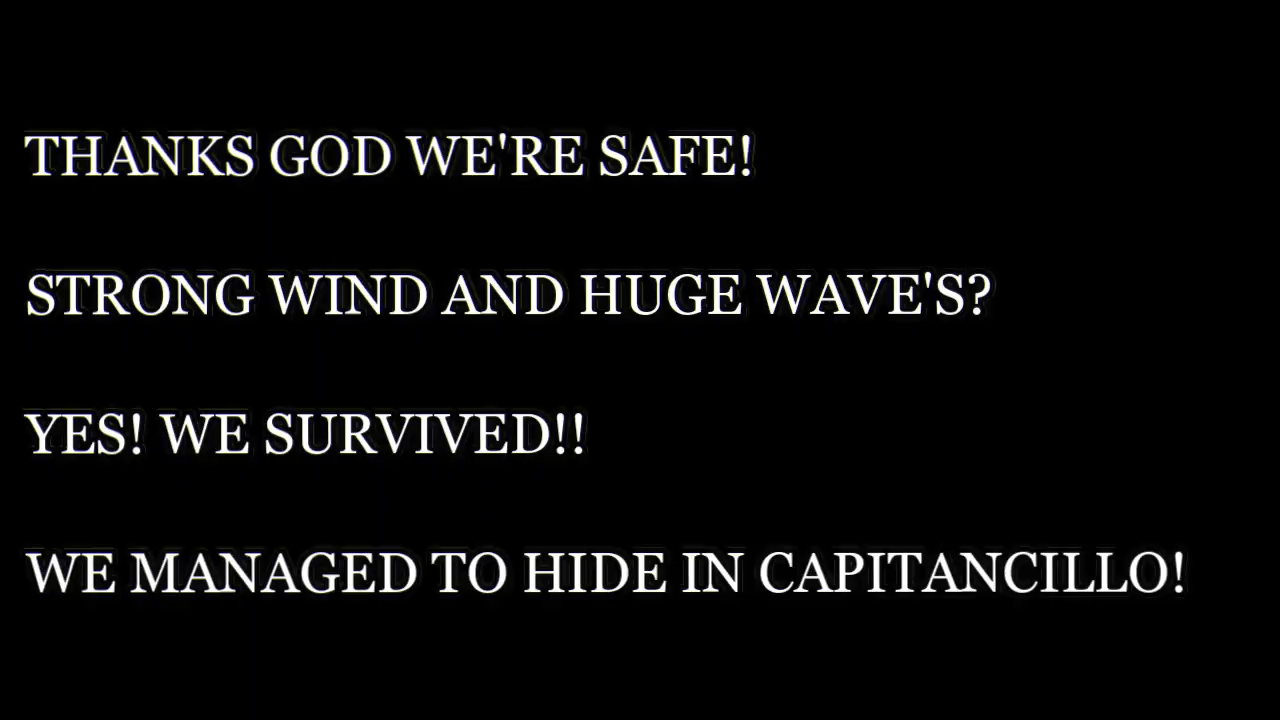 THANKS GOD WE'RE SAFE!
STRONG WIND AND HUGE WAVE'S?
YES! WE SURVIVED!!
WE MANAGED TO HIDE IN CAPITANCILLO!